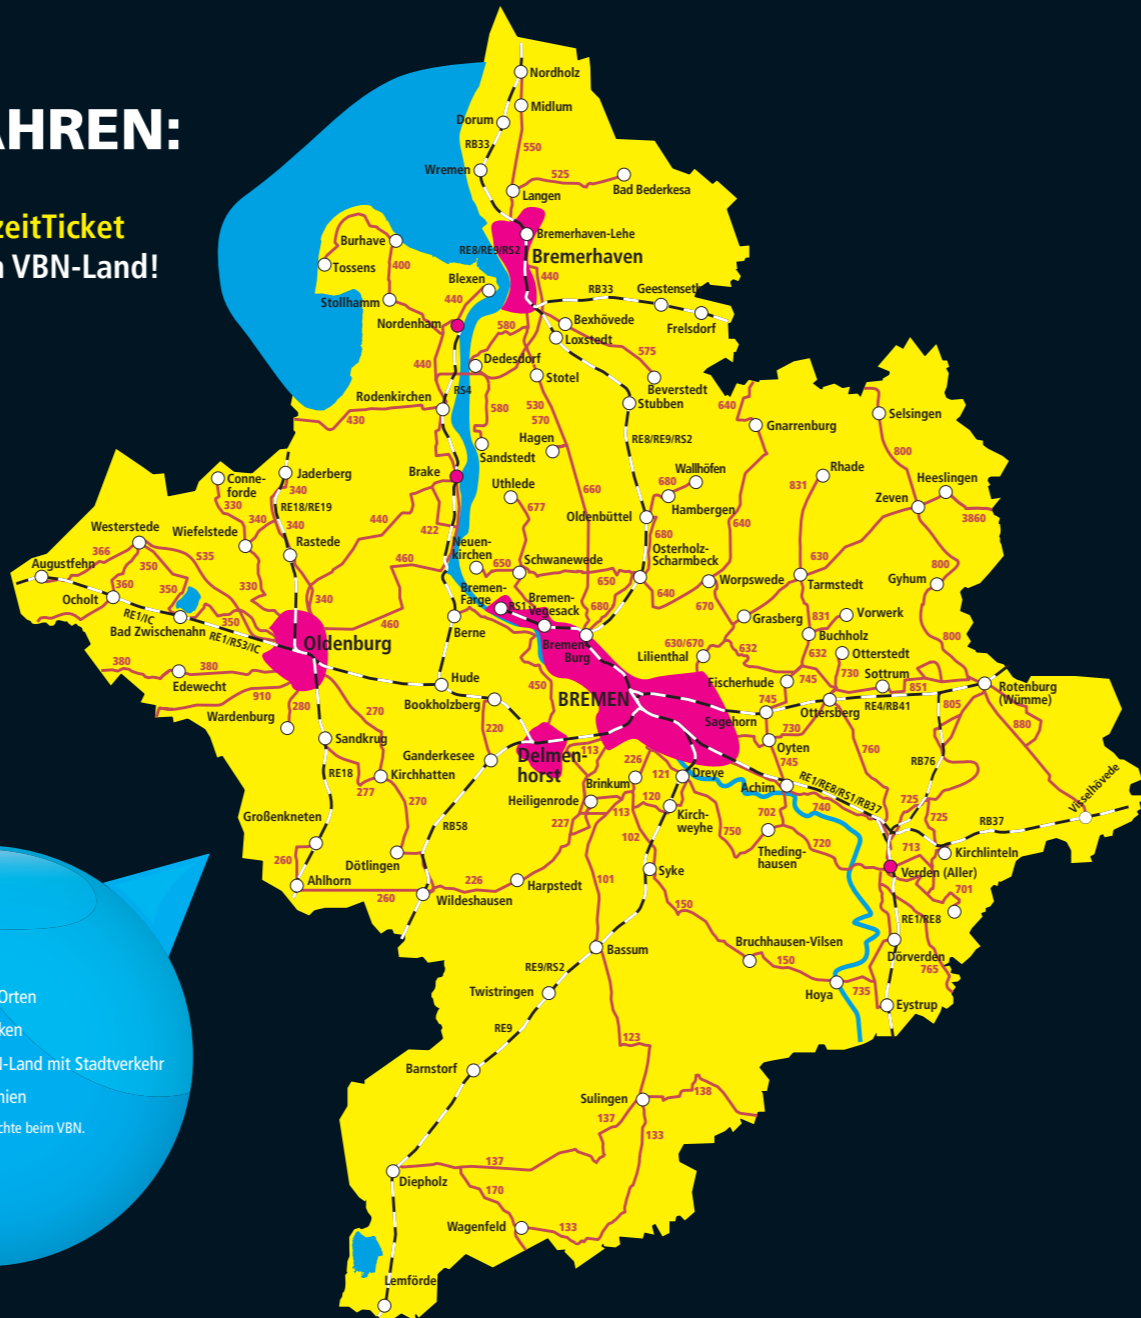 AHREN:
zeitTicket
n VBN-Land!
Nordholz
Midlum
Dorum
RB33
550
Wremen
525
Bad Bederkesa
Langen
Bremerhaven-Lehe
Burhave
RE8/RE9/RS2
Bremerhaven
Tossens
400
Blexen
440
Geestenseth
RB33
Stollhamm
440
Nordenham
580
Bexhövede
Frelsdorf
Loxstedt
440
Dedesdorf
575
Stotel
Beverstedt
RS4
Rodenkirchen
580
530
Stubben
640
Selsingen
430
570
Gnarrenburg
Hagen
RE8/RE9/RS2
Sandstedt
800
Conne-
forde
Jaderberg
Brake
Wallhöfen
Rhade
Heeslingen
330
340
Uthlede
680
831
RE18/RE19
660
Zeven
677
Hambergen
340
440
Oldenbüttel
3860
Westerstede
Wiefelstede
340
422
640
680
Rastede
Neuen-
kirchen
Osterholz-
Scharmbeck
366
535
460
Schwanewede
630
800
Augustfehn
350
650
Worpswede
Tarmstedt
Gyhum
360
330
Bremen-
Farge
650
Ocholt
350
340
RS1
Bremen-
Vegesack
680
640
670
RE1/IC
350
460
Grasberg
831
Vorwerk
Bad Zwischenahn
Berne
Buchholz
800
RE1/RS3/IC
Oldenburg
Bremen-
Burg
630/670
632
632
Otterstedt
Lilienthal
380
380
Hude
450
Fischerhude
745
730
Sottrum
851
Rotenburg
(Wümme)
Edewecht
910
BREMEN
745
RE4/RB41
805
280
270
Bookholzberg
Sagehorn
Ottersberg
Wardenburg
220
730
880
Sandkrug
Ganderkesee
Delmen-
horst
113
Oyten
760
RE18
226
745
RB76
Kirchhatten
Brinkum
121
Dreye
Achim
RE1/RE8/RS1/RB37
Visselhövede
277
270
Heiligenrode
120
740
725
Großenkneten
113
Kirch-
weyhe
702
725
RB37
RB58
227
102
750
Theding-
hausen
720
713
Kirchlinteln
260
Dötlingen
Ahlhorn
226
Harpstedt
101
Syke
Verden (Aller)
260
Wildeshausen
701
150
RE1/RE8
Bassum
Bruchhausen-Vilsen
Dörverden
RE9/RS2
150
765
Twistringen
Hoya
735
Eystrup
Orten
RE9
ken
123
N-Land mit Stadtverkehr
Barnstorf
nien
Sulingen
138
chte beim VBN.
137
133
137
Diepholz
170
Wagenfeld
133
Lemförde